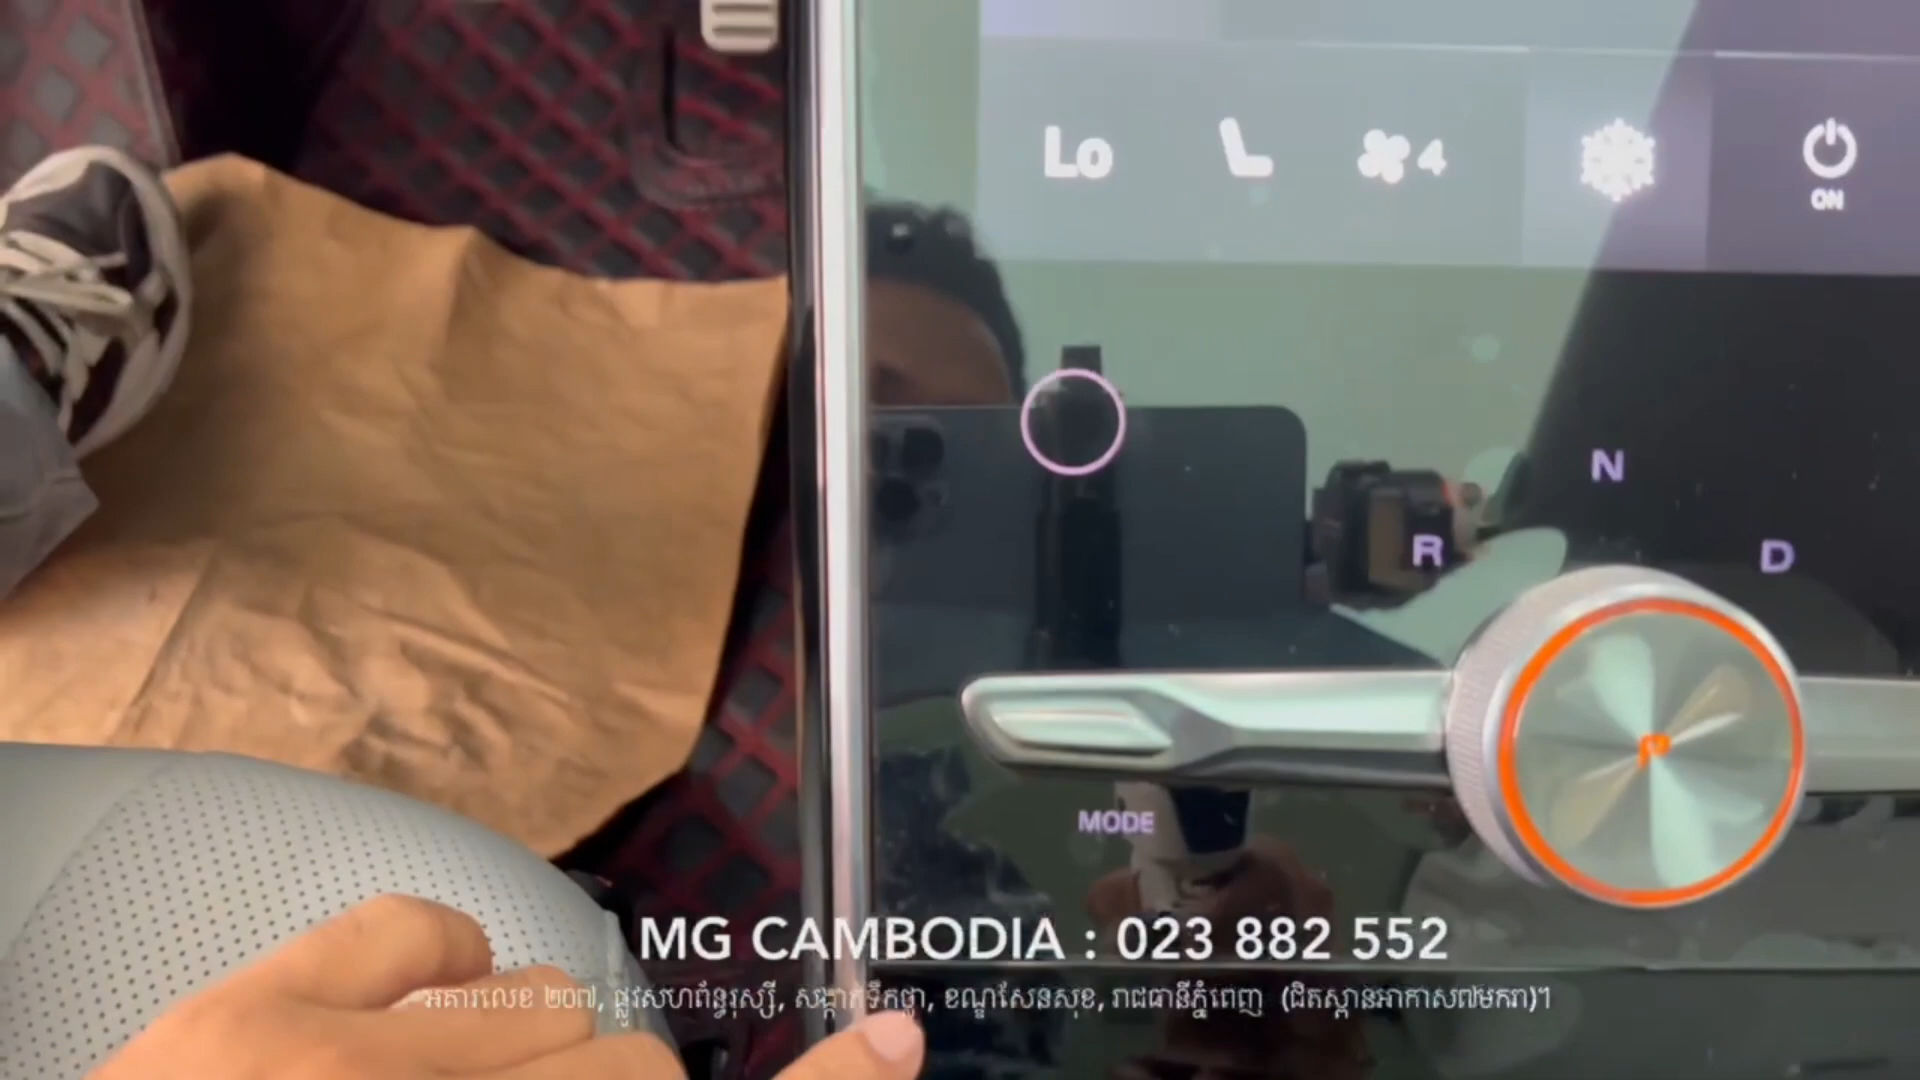 Lo 4 ON
N
R D
P
MODE
MG CAMBODIA : 023 882 552
អគារលេខ ២០៧, ផ្លូវសហព័ន្ធរុស្ស៊ី, សង្កាត់ទឹកថ្លា, ខណ្ឌសែនសុខ, រាជធានីភ្នំពេញ (ជិតស្ពានអាកាស៧មករា)។